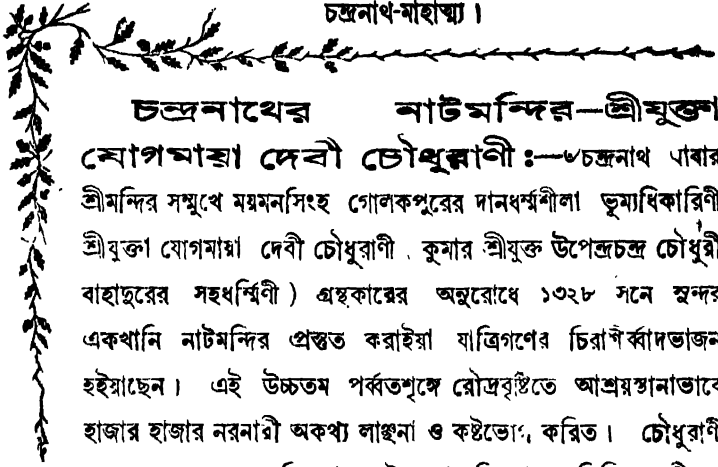 চন্দ্রনাথ-মাহাত্ম্য ।
চন্দ্রনাথের নাটমন্দির—শ্রীযুক্তা
যোগমায়া দেবী চৌধুরাণী :—৺চন্দ্রনাথ বাবার
শ্রীমন্দির সম্মুখে ময়মনসিংহ গোলকপুরের দানধর্ম্মশীলা ভূম্যধিকারিণী
শ্রীযুক্তা যোগমায়া দেবী চৌধুরাণী . কুমার শ্রীযুক্ত উপেন্দ্রচন্দ্র চৌধুরী
বাহাদুরের সহধর্ম্মিণী ) গ্রন্থকারের অনুরোধে ১৩২৮ সনে সুন্দর
একখানি নাটমন্দির প্রস্তুত করাইয়া যাত্রিগণের চিরাশীর্ব্বাদভাজন
হইয়াছেন । এই উচ্চতম পর্ব্বতশৃঙ্গে রৌদ্রবৃষ্টিতে আশ্রয়স্থানাভাবে
হাজার হাজার নরনারী অকথ্য লাঞ্ছনা ও কষ্টভোগ করিত । চৌধুরাণী